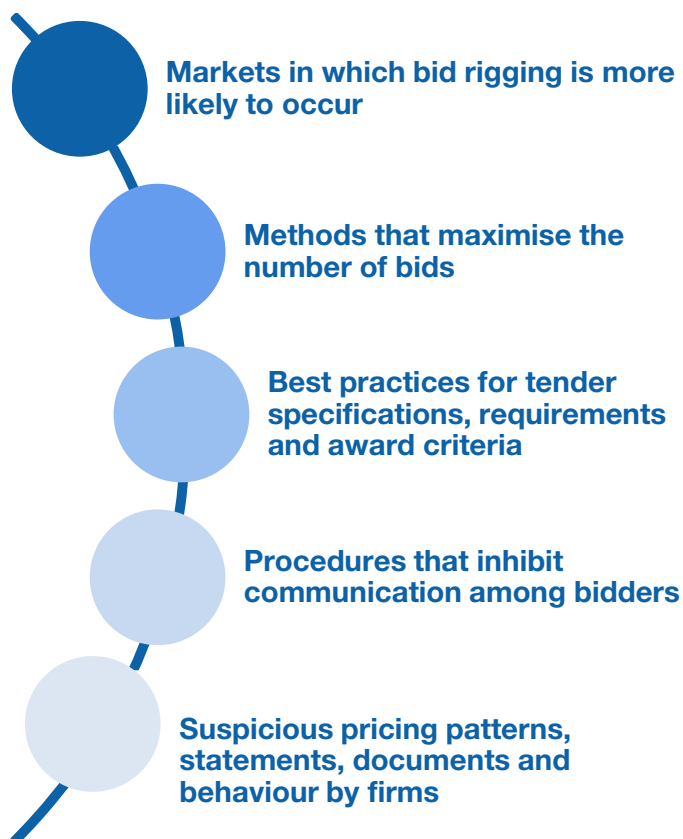 Markets in which bid rigging is more
likely to occur
Methods that maximise the
number of bids
Best practices for tender
specifications, requirements
and award criteria
Procedures that inhibit
communication among bidders
Suspicious pricing patterns,
statements, documents and
behaviour by firms